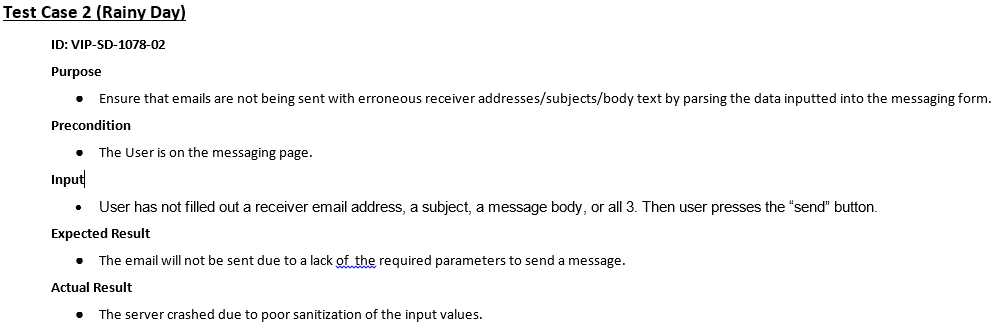 Test Case 2 (Rainy Day)
ID: VIP-SD-1078-02
Purpose
● Ensure that emails are not being sent with erroneous receiver addresses/subjects/body text by parsing the data inputted into the messaging form.
Precondition
● The User is on the messaging page.
Input
● User has not filled out a receiver email address, a subject, a message body, or all 3. Then user presses the “send” button.
Expected Result
● The email will not be sent due to a lack of  the required parameters to send a message.
Actual Result
● The server crashed due to poor sanitization of the input values.